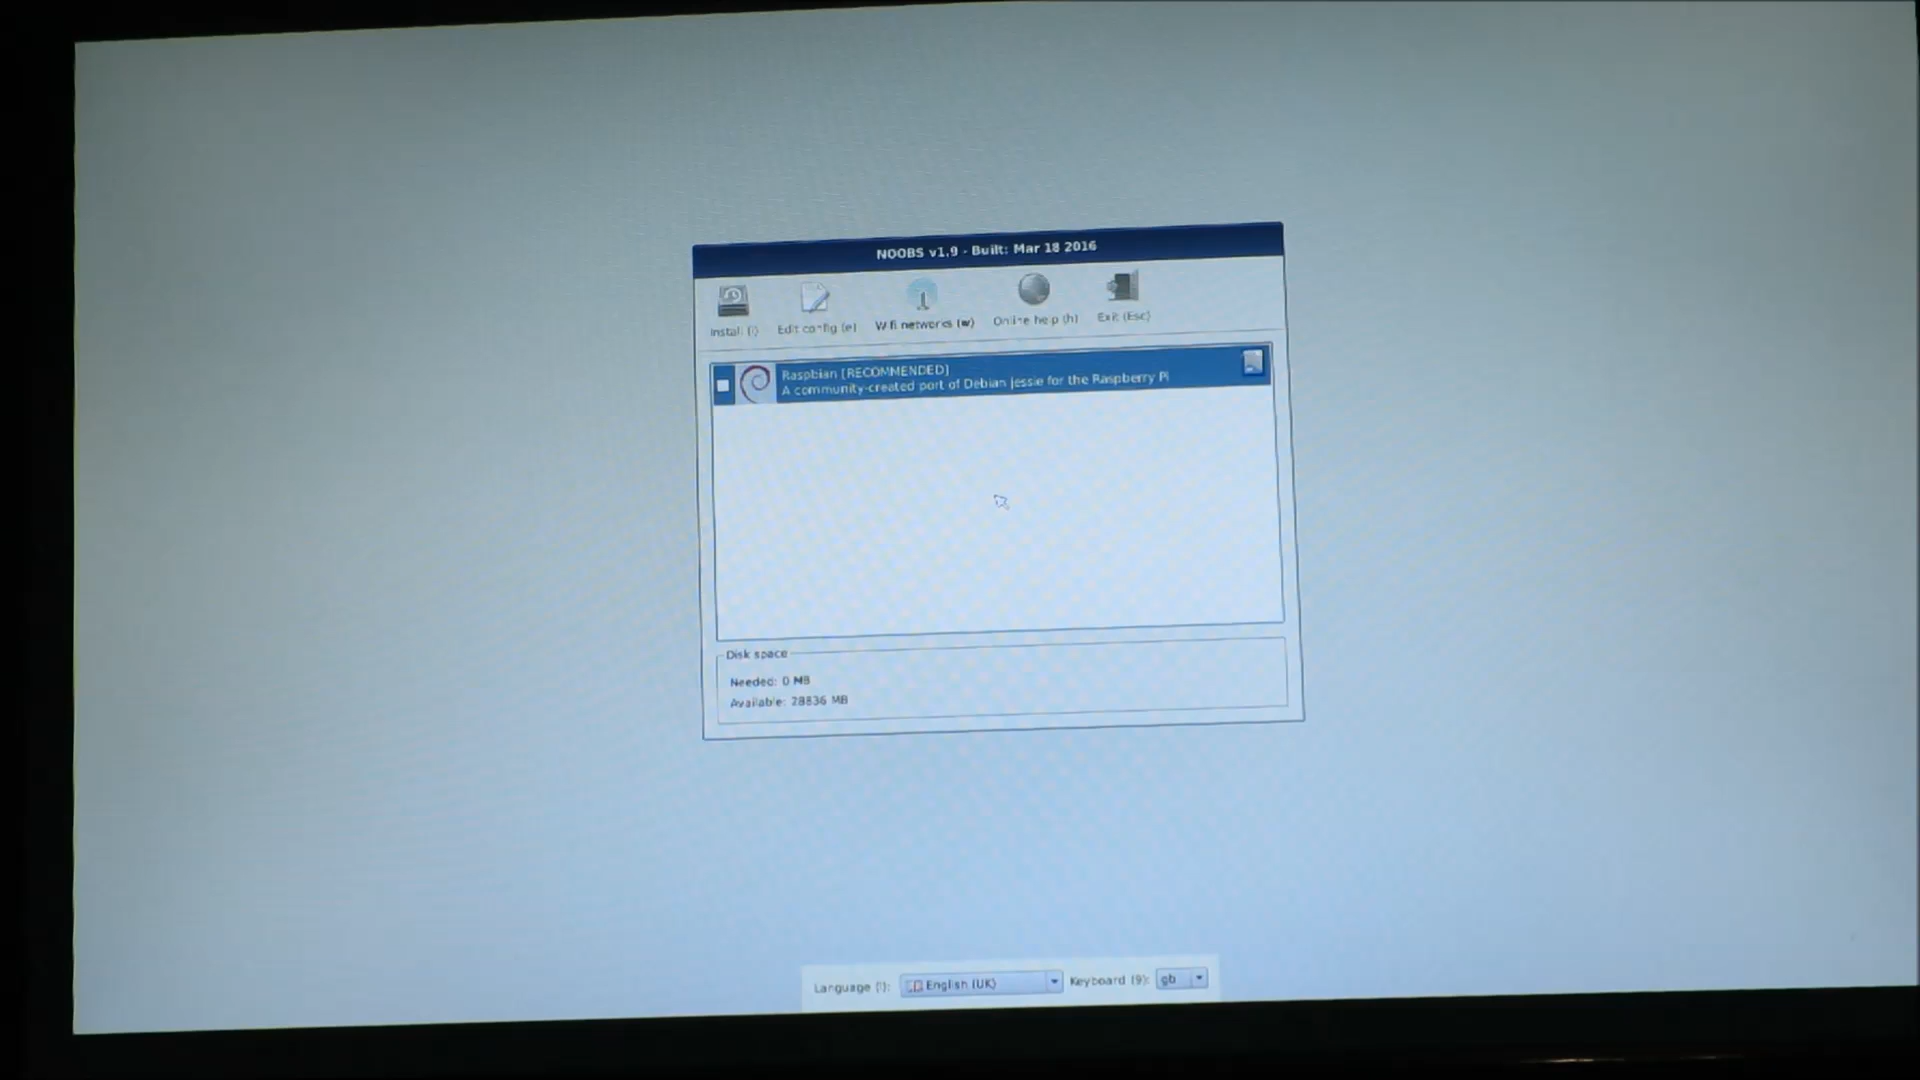 NOOBS v1.9 - Built: Mar 18 2016
Install (i)
Edit config (e)
Wifi networks (w)
Online help (h)
Exit (Esc)
Raspbian [RECOMMENDED]
A community-created port of Debian jessie for the Raspberry Pi
Disk space
Needed: 0 MB
Available: 28836 MB
Language (l): English (UK) Keyboard (9): gb